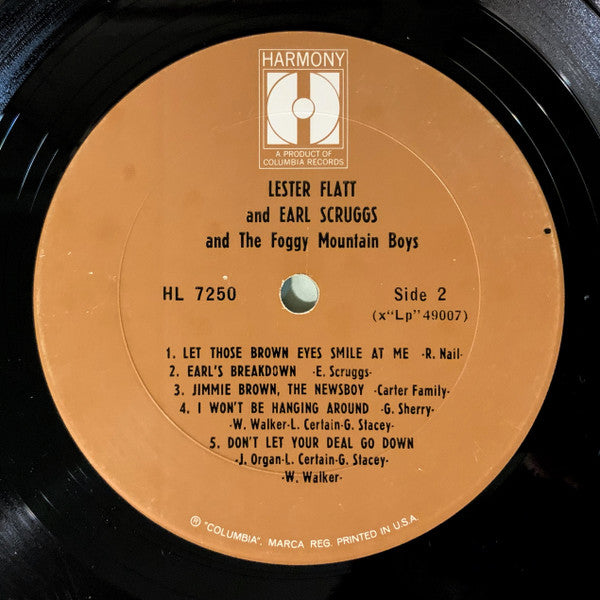 HARMONY
H
A PRODUCT OF
COLUMBIA RECORDS
LESTER FLATT
and EARL SCRUGGS
and The Foggy Mountain Boys
HL 7250 Side 2
(x"Lp" 49007)
1. LET THOSE BROWN EYES SMILE AT ME -R. Nail-
2. EARL'S BREAKDOWN -E. Scruggs-
3. JIMMIE BROWN, THE NEWSBOY -Carter Family-
4. I WON'T BE HANGING AROUND -G. Sherry-
-W. Walker-L. Certain-G. Stacey-
5. DON'T LET YOUR DEAL GO DOWN
-J. Organ-L. Certain-G. Stacey-
-W. Walker-
® "COLUMBIA", MARCA REG. PRINTED IN U.S.A.